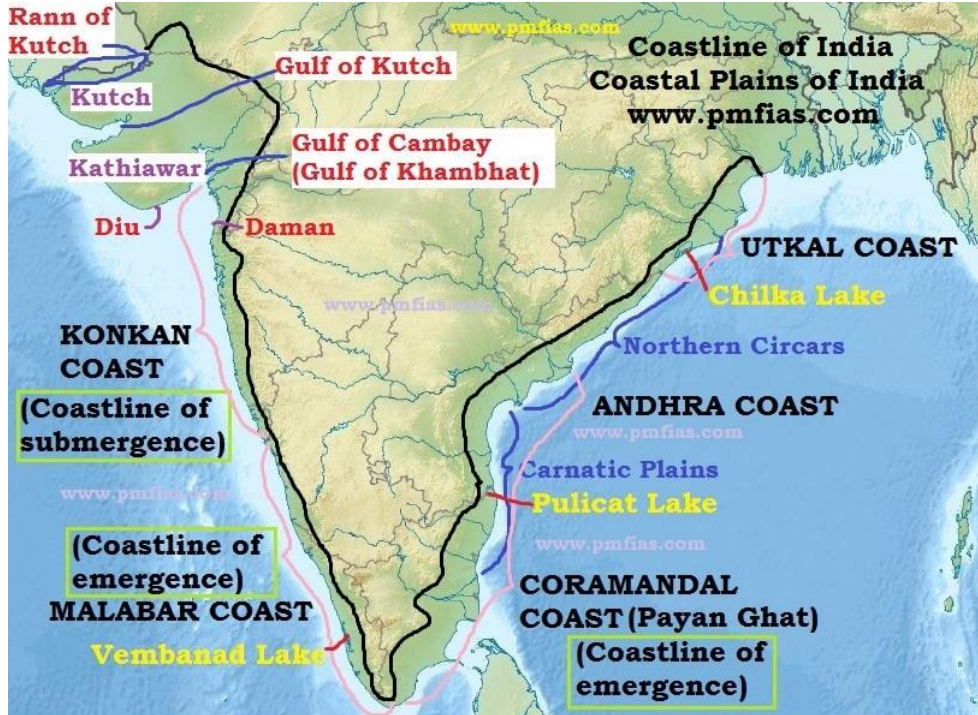 Rann of
Kutch
www.pmfias.com
Coastline of India
Coastal Plains of India
www.pmfias.com
Gulf of Kutch
Kutch
Gulf of Cambay
(Gulf of Khambhat)
Kathiawar
Diu
Daman
UTKAL COAST
Chilka Lake
www.pmfias.com
KONKAN
COAST
Northern Circars
(Coastline of
submergence)
ANDHRA COAST
www.pmfias.com
Carnatic Plains
www.pmfias.com
Pulicat Lake
(Coastline of
emergence)
www.pmfias.com
MALABAR COAST
CORAMANDAL
COAST (Payan Ghat)
Vembanad Lake
(Coastline of
emergence)